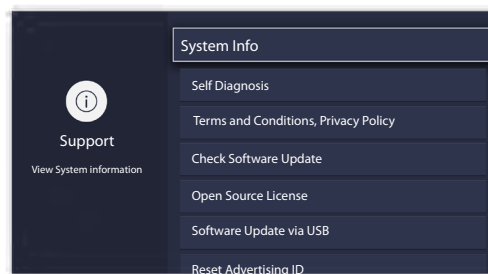 System Info
Self Diagnosis
Terms and Conditions, Privacy Policy
Check Software Update
Open Source License
Software Update via USB
Reset Advertising ID
Support
View System information